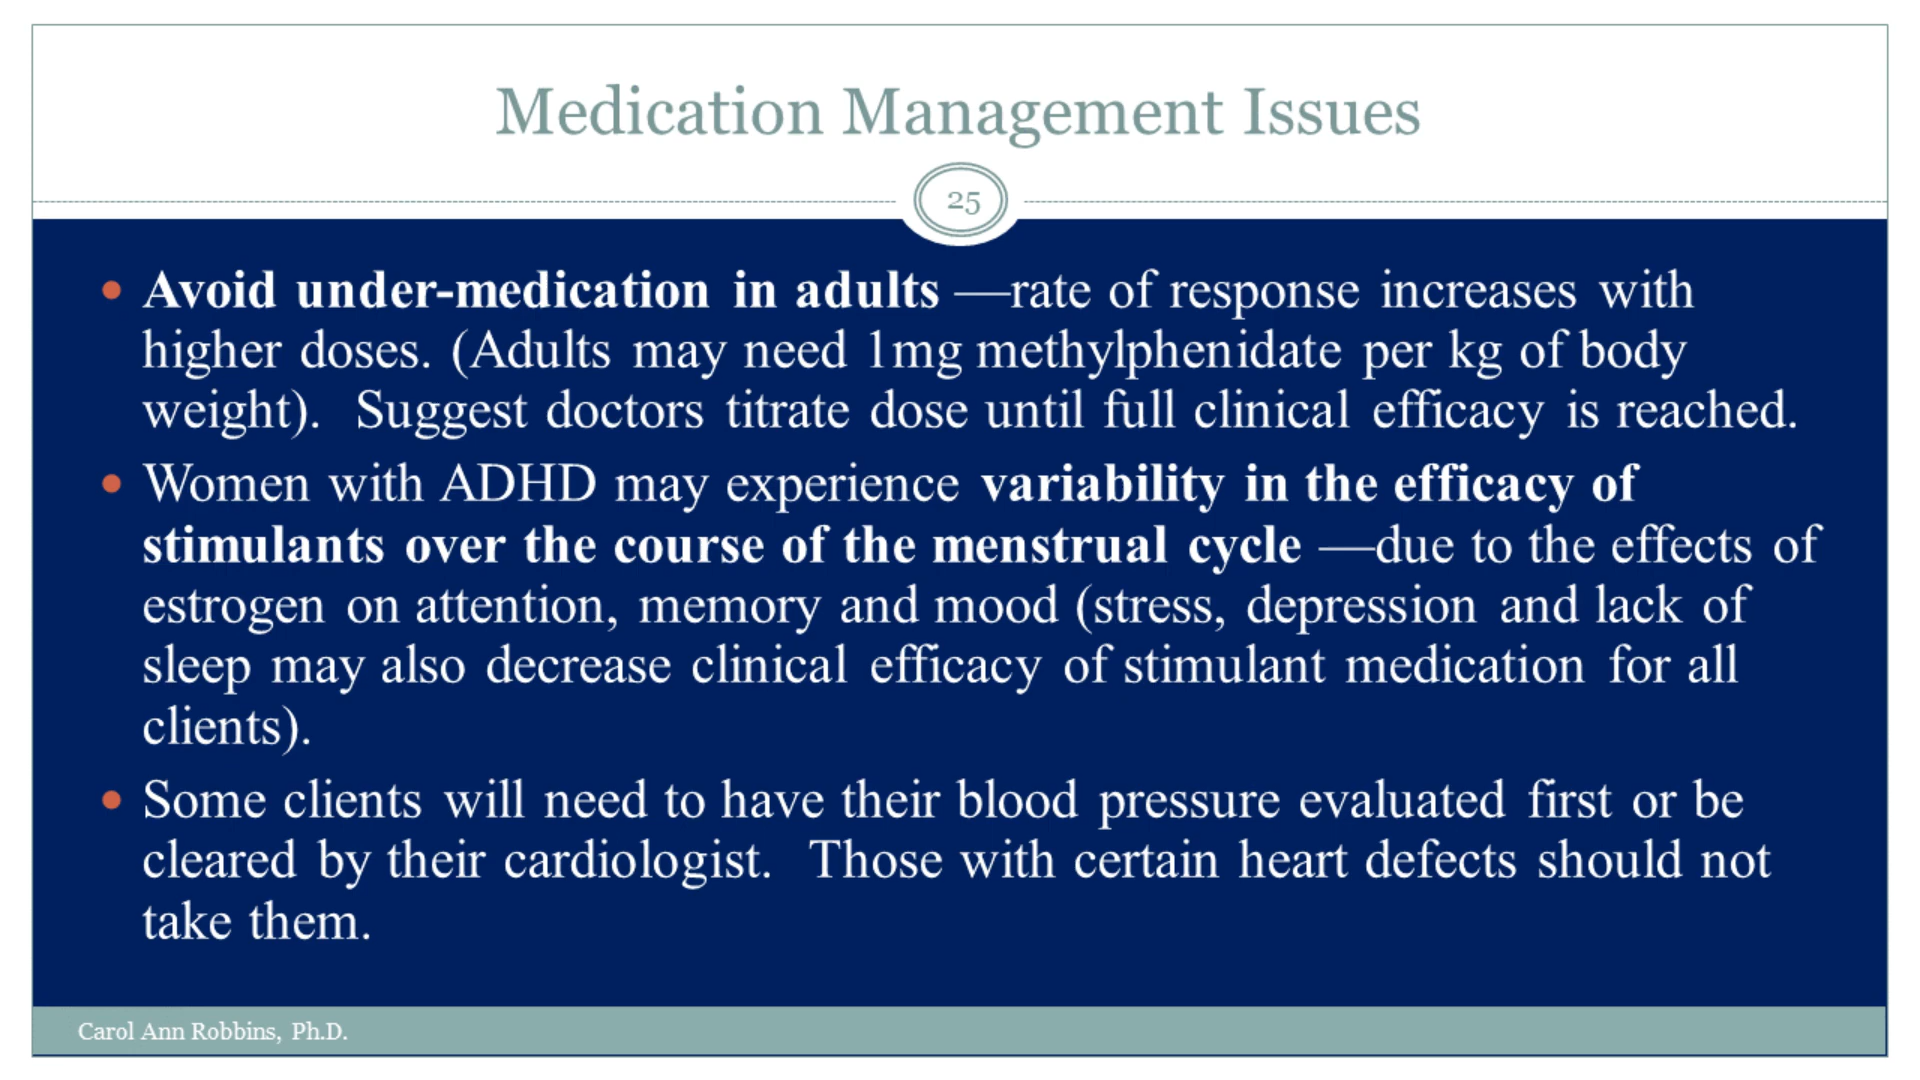 Medication Management Issues
25
• Avoid under-medication in adults —rate of response increases with
higher doses. (Adults may need 1mg methylphenidate per kg of body
weight). Suggest doctors titrate dose until full clinical efficacy is reached.
• Women with ADHD may experience variability in the efficacy of
stimulants over the course of the menstrual cycle —due to the effects of
estrogen on attention, memory and mood (stress, depression and lack of
sleep may also decrease clinical efficacy of stimulant medication for all
clients).
• Some clients will need to have their blood pressure evaluated first or be
cleared by their cardiologist. Those with certain heart defects should not
take them.
Carol Ann Robbins, Ph.D.